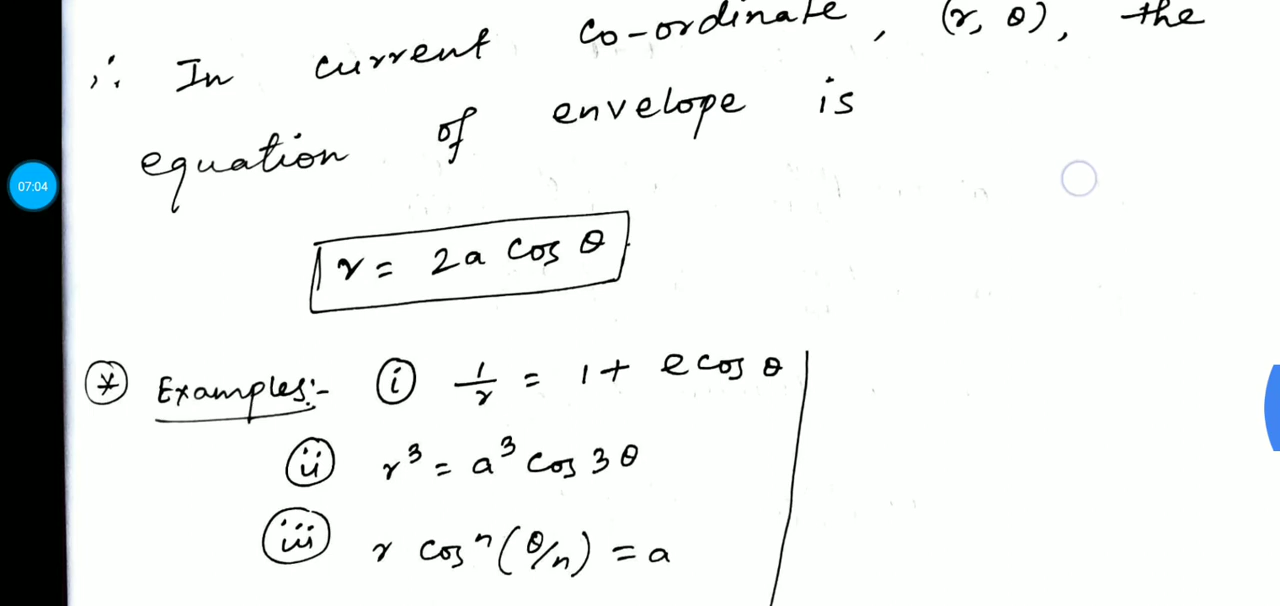 ∴ In current co-ordinate, (r, θ), the
equation of envelope is
07:04
r = 2a cos θ
* Examples:- (i) 1/r = 1 + e cos θ
(ii) r³ = a³ cos 3θ
(iii) r cosⁿ (θ/n) = a